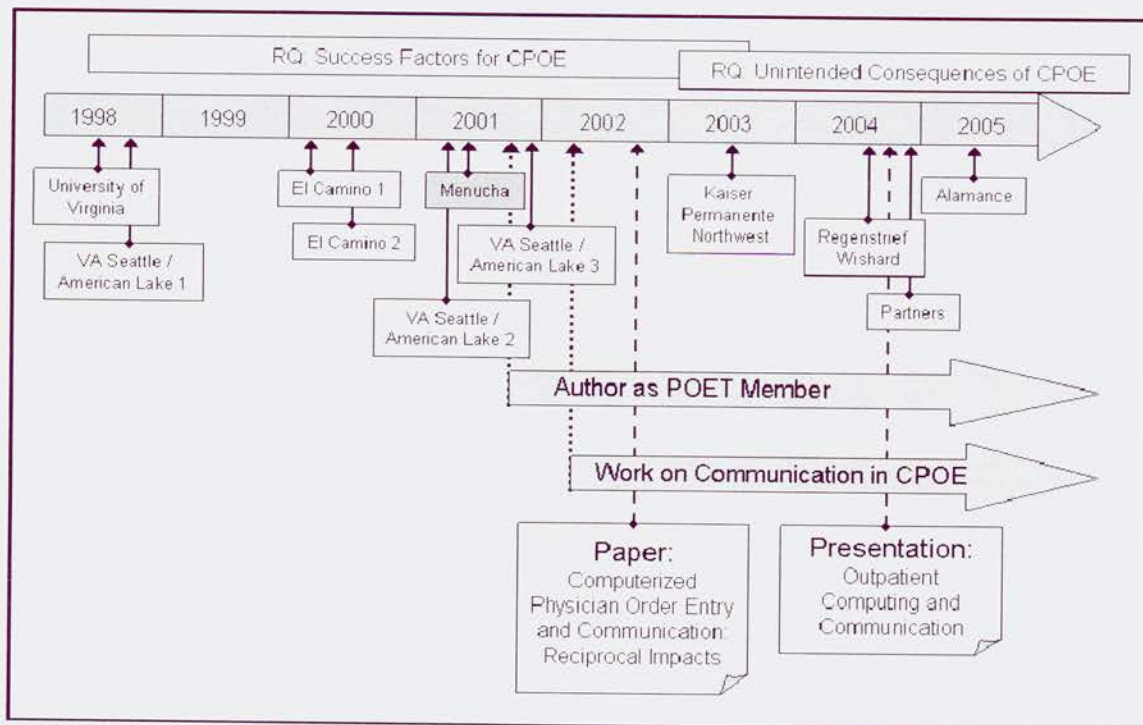 RQ: Success Factors for CPOE
RQ: Unintended Consequences of CPOE
1998
1999
2000
2001
2002
2003
2004
2005
University of
Virginia
VA Seattle /
American Lake 1
El Camino 1
El Camino 2
Menucha
VA Seattle /
American Lake 2
VA Seattle /
American Lake 3
Kaiser
Permanente
Northwest
Regenstrief
Wishard
Partners
Alamance
Author as POET Member
Work on Communication in CPOE
Paper:
Computerized
Physician Order Entry
and Communication:
Reciprocal Impacts
Presentation:
Outpatient
Computing and
Communication